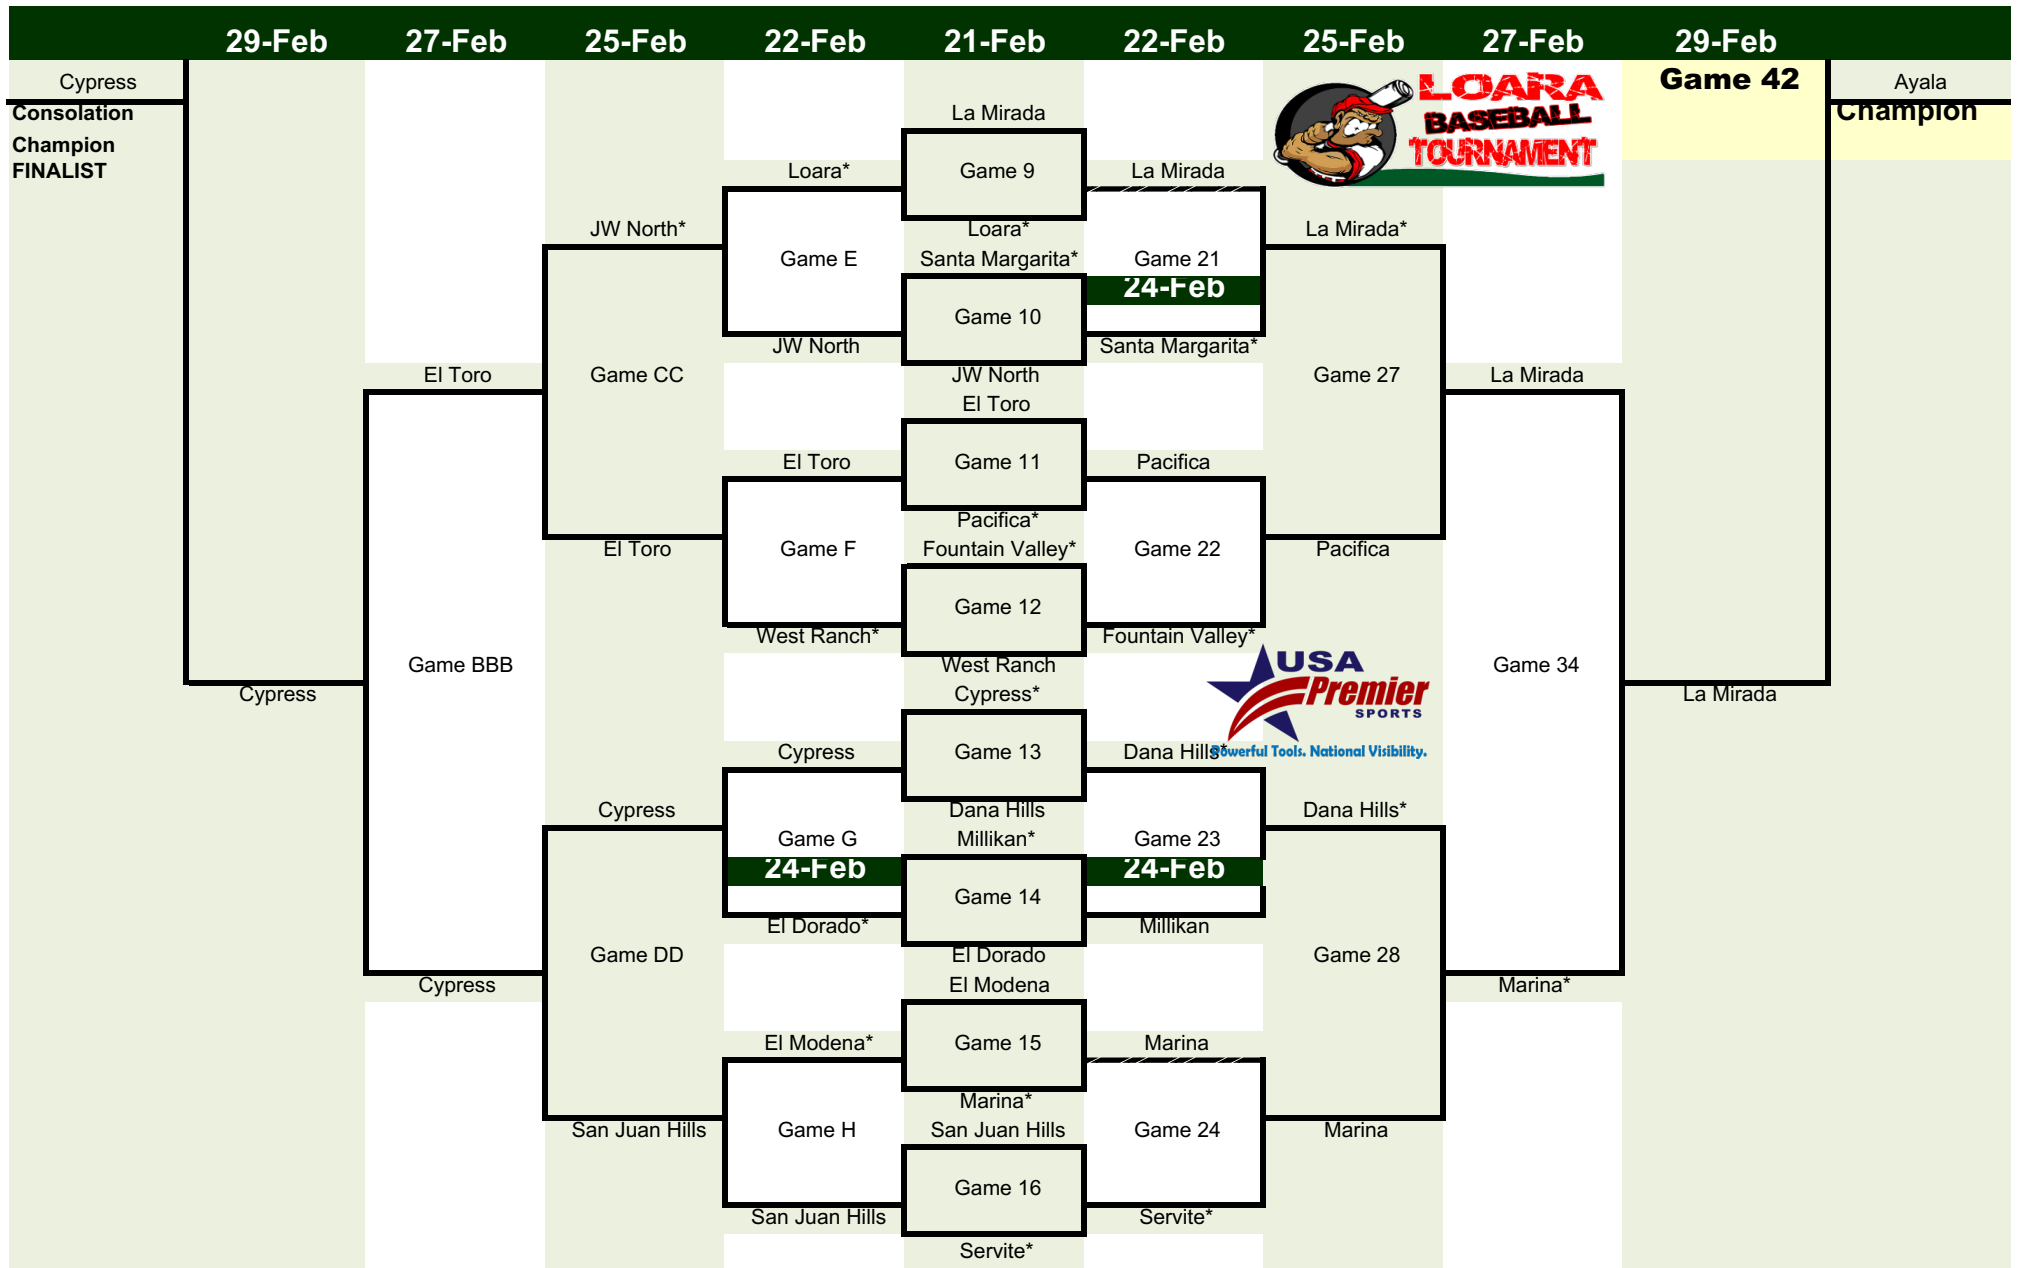 29-Feb 27-Feb 25-Feb 22-Feb 21-Feb 22-Feb 25-Feb 27-Feb 29-Feb
Cypress
Consolation
Champion
FINALIST
LOARA
BASEBALL
TOURNAMENT
Game 42
Ayala
Champion
La Mirada
Loara* Game 9 La Mirada
JW North* Loara* La Mirada*
Game E Santa Margarita* Game 21
24-Feb
Game 10
JW North Santa Margarita*
El Toro Game CC JW North Game 27 La Mirada
El Toro
El Toro Game 11 Pacifica
Pacifica*
El Toro Game F Fountain Valley* Game 22 Pacifica
Game 12
West Ranch* Fountain Valley*
Game BBB West Ranch Game 34
USA
Premier
SPORTS
Powerful Tools. National Visibility.
Cypress Cypress* La Mirada
Cypress Game 13 Dana Hills*
Cypress Dana Hills Dana Hills*
Game G Millikan* Game 23
24-Feb 24-Feb
Game 14
El Dorado* Millikan
Game DD El Dorado Game 28
Cypress El Modena Marina*
El Modena* Game 15 Marina
Marina*
San Juan Hills Game H San Juan Hills Game 24 Marina
Game 16
San Juan Hills Servite*
Servite*